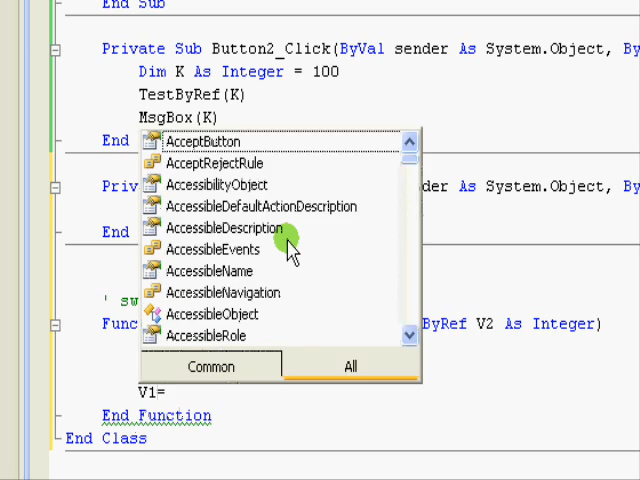 End Sub
Private Sub Button2_Click(ByVal sender As System.Object, By
Dim K As Integer = 100
TestByRef(K)
MsgBox(K)
End
AcceptButton
AcceptRejectRule
AccessibilityObject
Priv
der As System.Object, By
AccessibleDefaultActionDescription
AccessibleDescription
End
AccessibleEvents
AccessibleName
AccessibleNavigation
' sw
AccessibleObject
Func
ByRef V2 As Integer)
AccessibleRole
Common
All
V1=
End Function
End Class